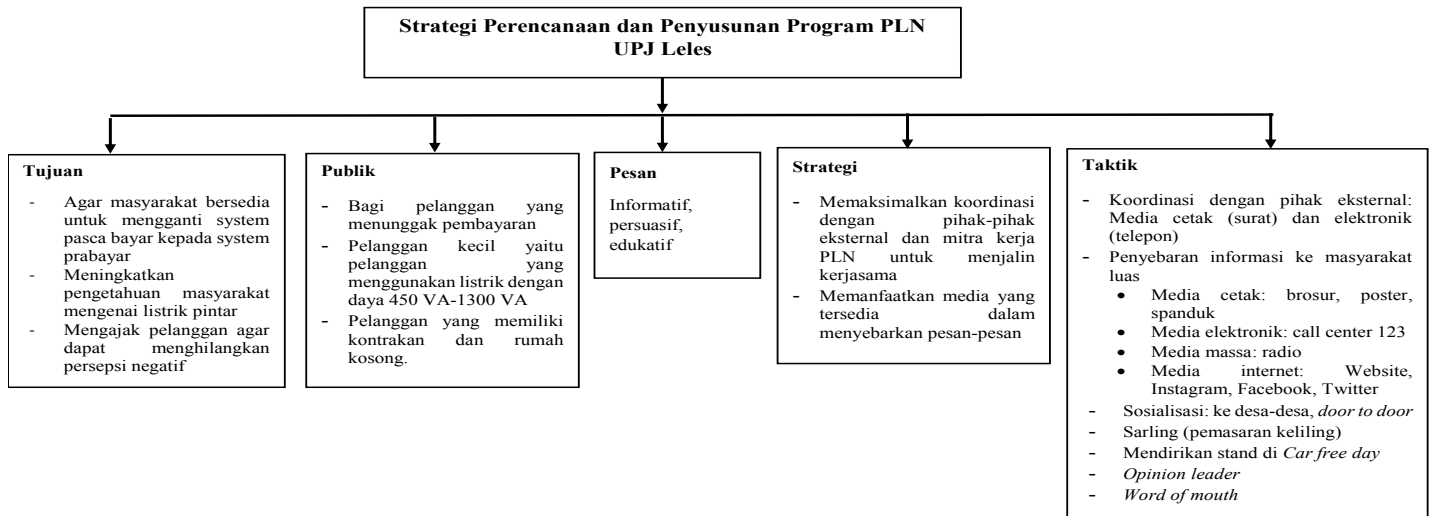 Strategi Perencanaan dan Penyusunan Program PLN
UPJ Leles
Tujuan
- Agar masyarakat bersedia
untuk mengganti system
pasca bayar kepada system
prabayar
- Meningkatkan
pengetahuan masyarakat
mengenai listrik pintar
- Mengajak pelanggan agar
dapat menghilangkan
persepsi negatif
Publik
- Bagi pelanggan yang
menunggak pembayaran
- Pelanggan kecil yaitu
pelanggan yang
menggunakan listrik dengan
daya 450 VA-1300 VA
- Pelanggan yang memiliki
kontrakan dan rumah
kosong.
Pesan
Informatif,
persuasif,
edukatif
Strategi
- Memaksimalkan koordinasi
dengan pihak-pihak
eksternal dan mitra kerja
PLN untuk menjalin
kerjasama
- Memanfaatkan media yang
tersedia dalam
menyebarkan pesan-pesan
Taktik
- Koordinasi dengan pihak eksternal:
Media cetak (surat) dan elektronik
(telepon)
- Penyebaran informasi ke masyarakat
luas
• Media cetak: brosur, poster,
spanduk
• Media elektronik: call center 123
• Media massa: radio
• Media internet: Website,
Instagram, Facebook, Twitter
- Sosialisasi: ke desa-desa, door to door
- Sarling (pemasaran keliling)
- Mendirikan stand di Car free day
- Opinion leader
- Word of mouth